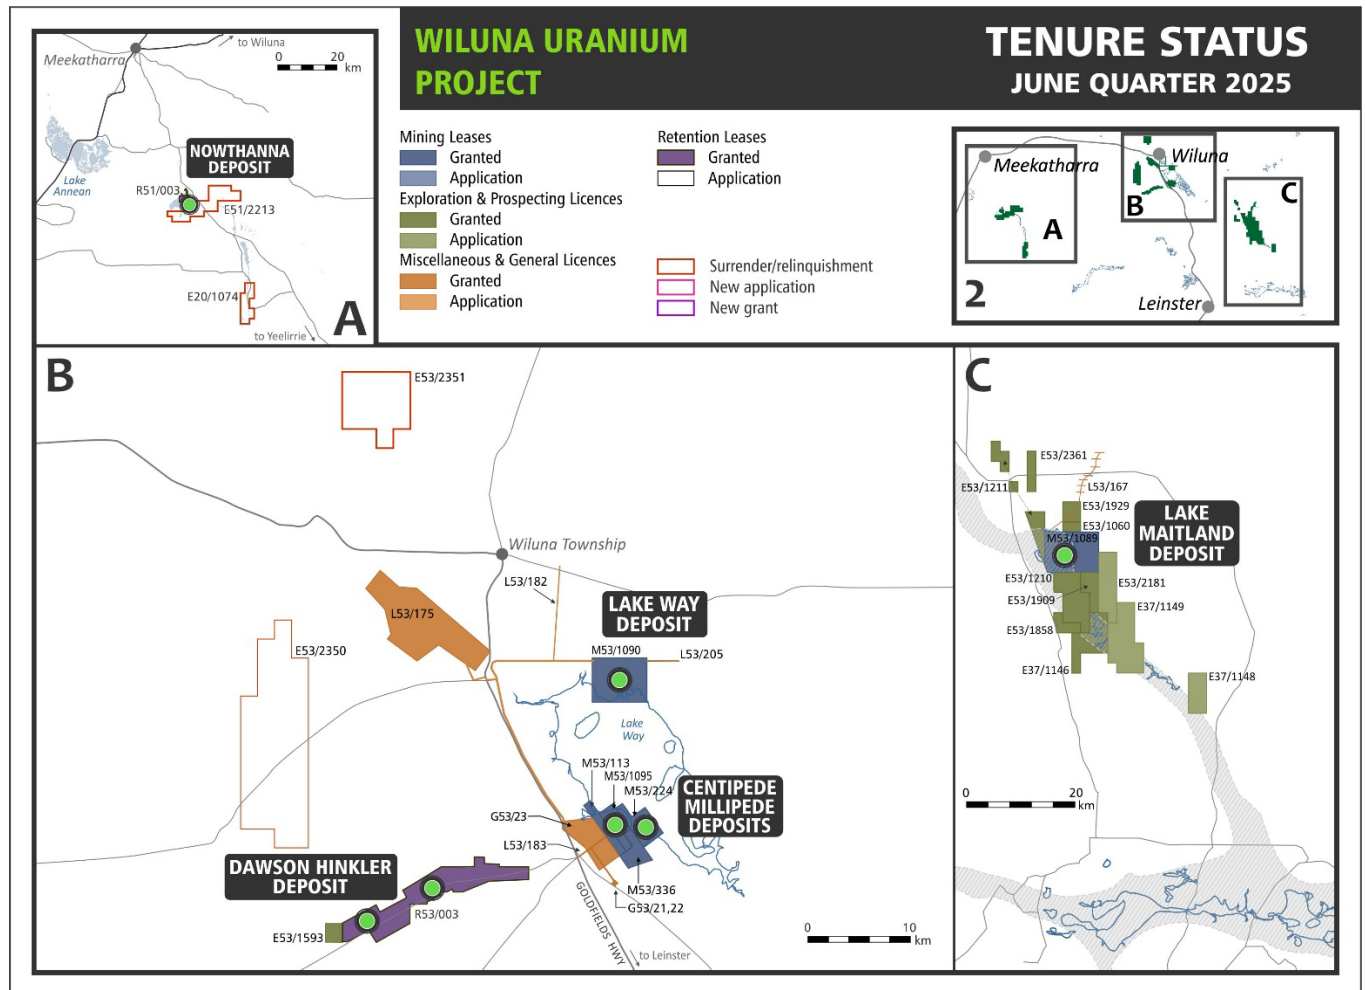 WILUNA URANIUM
PROJECT
TENURE STATUS
JUNE QUARTER 2025
to Wiluna
Meekatharra
0 20
km
NOWTHANNA
DEPOSIT
Lake
Annean
R51/003
E51/2213
E20/1074
to Yeelirrie
A
Mining Leases
Granted
Application
Exploration & Prospecting Licences
Granted
Application
Miscellaneous & General Licences
Granted
Application
Retention Leases
Granted
Application
Surrender/relinquishment
New application
New grant
Meekatharra
Wiluna
A
B
C
2
Leinster
B
E53/2351
Wiluna Township
L53/182
L53/175
LAKE WAY
DEPOSIT
M53/1090
L53/205
E53/2350
Lake
Way
M53/113
M53/1095
M53/224
CENTIPEDE
MILLIPEDE
DEPOSITS
G53/23
L53/183
DAWSON HINKLER
DEPOSIT
M53/336
G53/21,22
R53/003
E53/1593
GOLDFIELDS HWY
to Leinster
0 10
km
C
E53/2361
E53/1211
L53/167
E53/1929
E53/1060
M53/1089
LAKE
MAITLAND
DEPOSIT
E53/1210
E53/2181
E53/1909
E37/1149
E53/1858
E37/1146
E37/1148
0 20
km